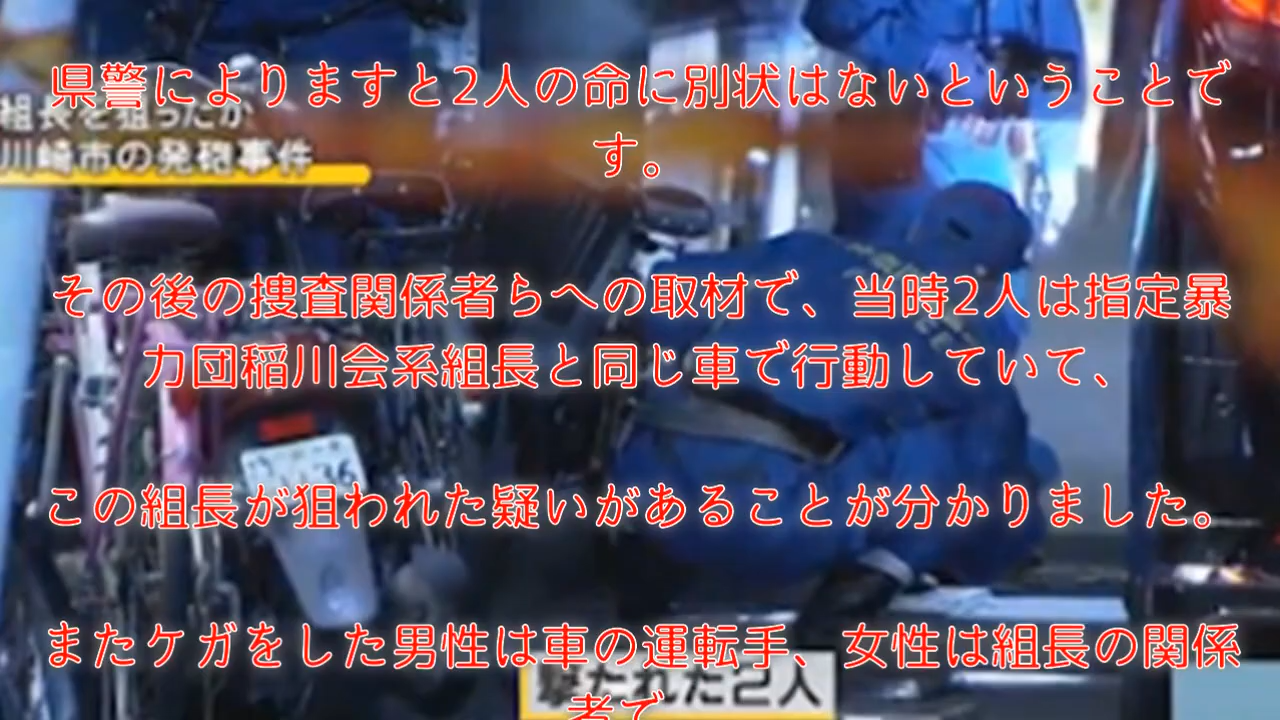 県警によりますと2人の命に別状はないということで
す。
組長を狙ったか
川崎市の発砲事件
その後の捜査関係者らへの取材で、当時2人は指定暴
力団稲川会系組長と同じ車で行動していて、
36
この組長が狙われた疑いがあることが分かりました。
またケガをした男性は車の運転手、女性は組長の関係
者で
撃たれた2人